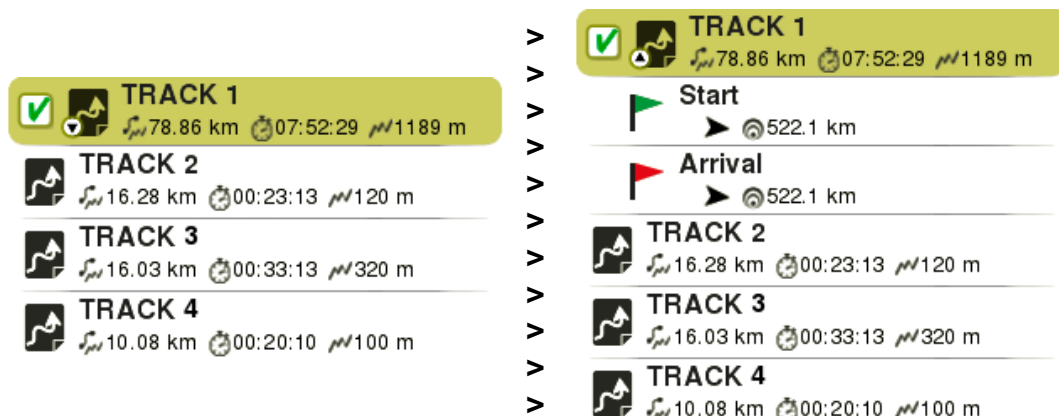 TRACK 1
78.86 km 07:52:29 1189 m
TRACK 2
16.28 km 00:23:13 120 m
TRACK 3
16.03 km 00:33:13 320 m
TRACK 4
10.08 km 00:20:10 100 m
>
>
>
>
>
>
>
>
>
>
>
TRACK 1
78.86 km 07:52:29 1189 m
Start
522.1 km
Arrival
522.1 km
TRACK 2
16.28 km 00:23:13 120 m
TRACK 3
16.03 km 00:33:13 320 m
TRACK 4
10.08 km 00:20:10 100 m